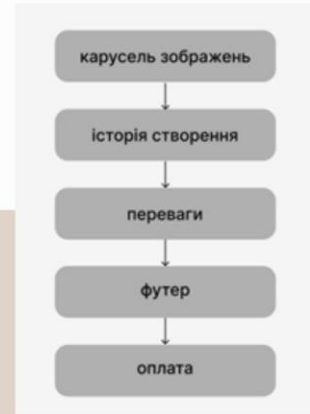 карусель зображень
історія створення
переваги
футер
оплата